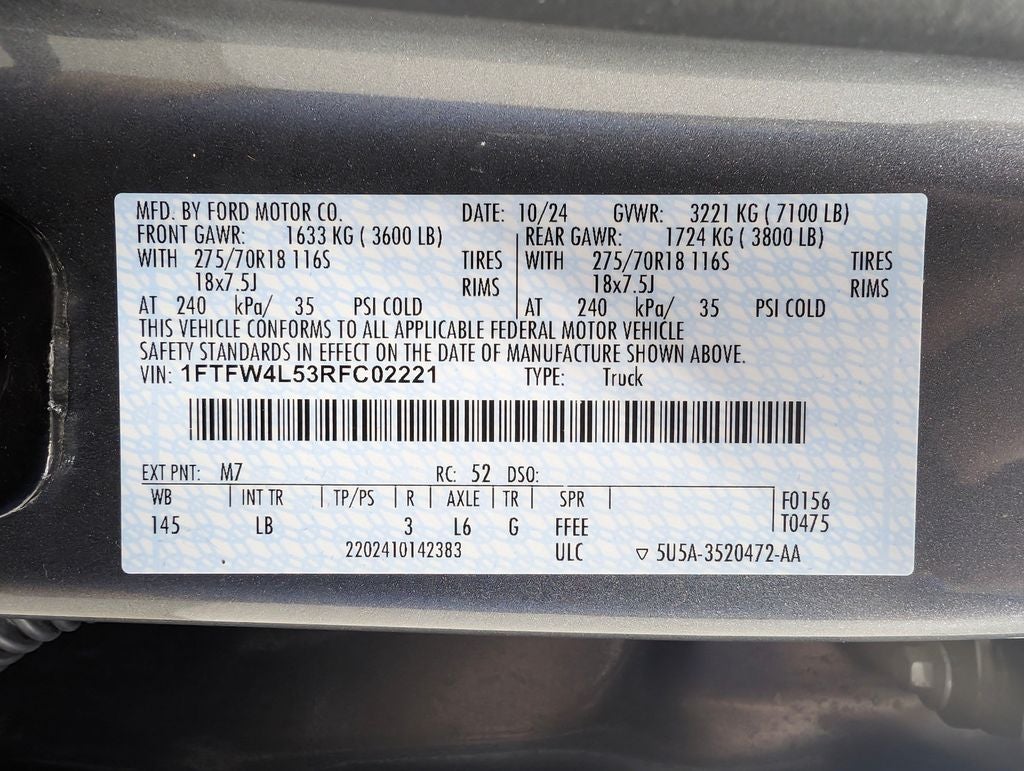 MFD. BY FORD MOTOR CO. DATE: 10/24 GVWR: 3221 KG ( 7100 LB)
FRONT GAWR: 1633 KG ( 3600 LB) REAR GAWR: 1724 KG ( 3800 LB)
WITH 275/70R18 116S TIRES WITH 275/70R18 116S TIRES
18x7.5J RIMS 18x7.5J RIMS
AT 240 kPa/ 35 PSI COLD AT 240 kPa/ 35 PSI COLD
THIS VEHICLE CONFORMS TO ALL APPLICABLE FEDERAL MOTOR VEHICLE
SAFETY STANDARDS IN EFFECT ON THE DATE OF MANUFACTURE SHOWN ABOVE.
VIN: 1FTFW4L53RFC02221 TYPE: Truck
EXT PNT: M7 RC: 52 DSO:
WB INT TR TP/PS R AXLE TR SPR F0156
145 LB 3 L6 G FFEE T0475
2202410142383 ULC ▽ 5U5A-3520472-AA